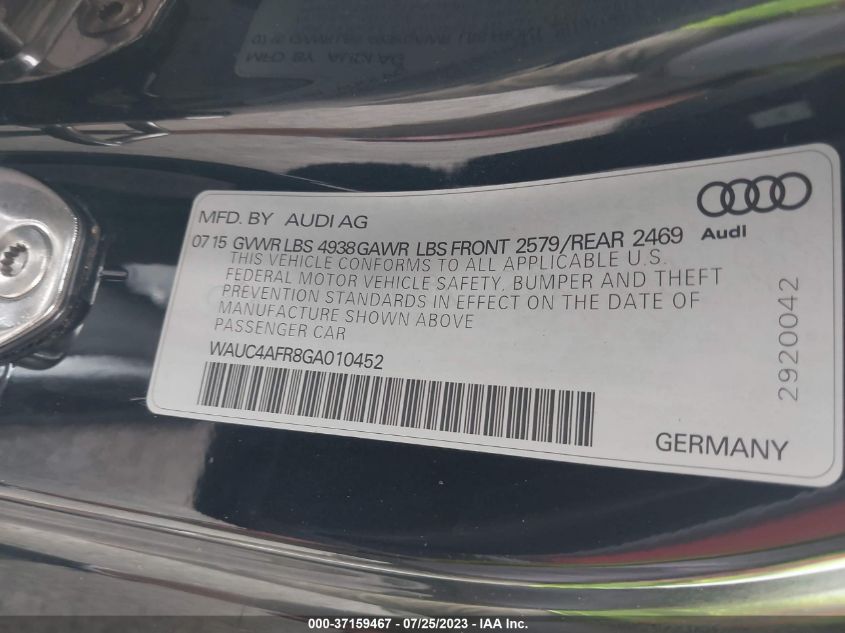 MFD. BY AUDI AG
07 15 GVWR LBS 4938 GAWR LBS FRONT 2579/REAR 2469
THIS VEHICLE CONFORMS TO ALL APPLICABLE U.S.
FEDERAL MOTOR VEHICLE SAFETY, BUMPER AND THEFT
PREVENTION STANDARDS IN EFFECT ON THE DATE OF
MANUFACTURE SHOWN ABOVE
PASSENGER CAR
WAUC4AFR8GA010452
Audi
2920042
GERMANY
000-37159467 - 07/25/2023 - IAA Inc.